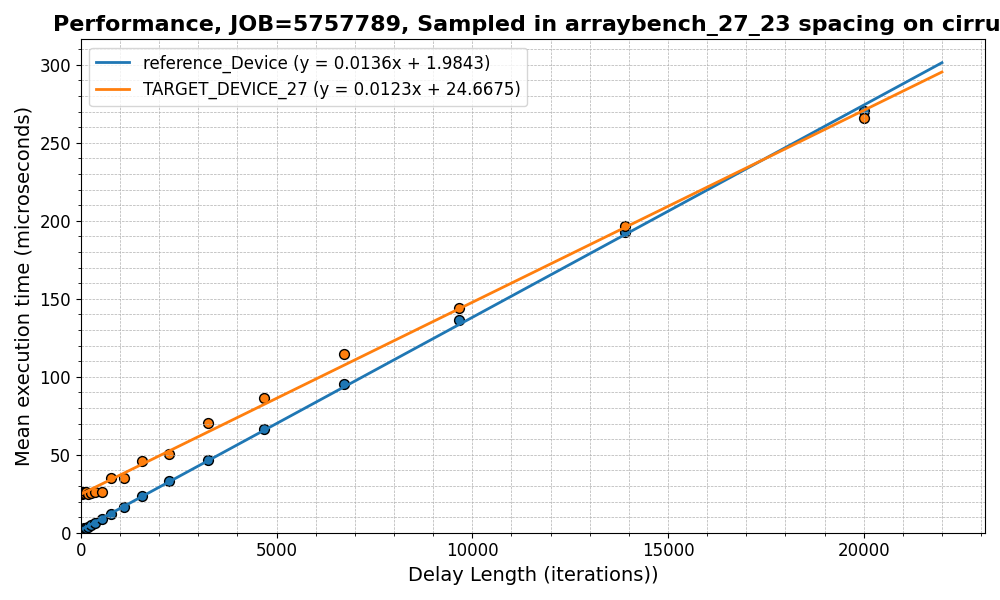 Performance, JOB=5757789, Sampled in arraybench_27_23 spacing on cirru
reference_Device (y = 0.0136x + 1.9843)
TARGET_DEVICE_27 (y = 0.0123x + 24.6675)
Mean execution time (microseconds)
300
250
200
150
100
50
0
0 5000 10000 15000 20000
Delay Length (iterations))